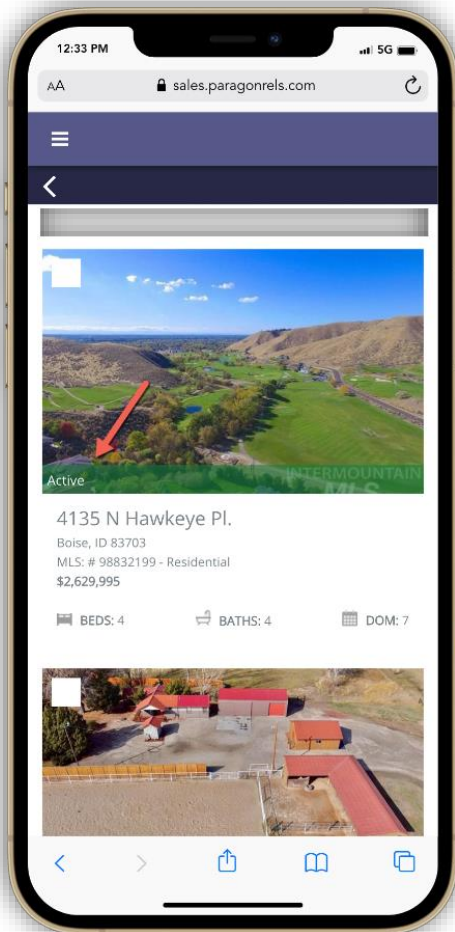 12:33 PM
5G
AA
sales.paragonrels.com
INTERMOUNTAIN
MLS
Active
4135 N Hawkeye Pl.
Boise, ID 83703
MLS: # 98832199 - Residential
$2,629,995
BEDS: 4
BATHS: 4
DOM: 7